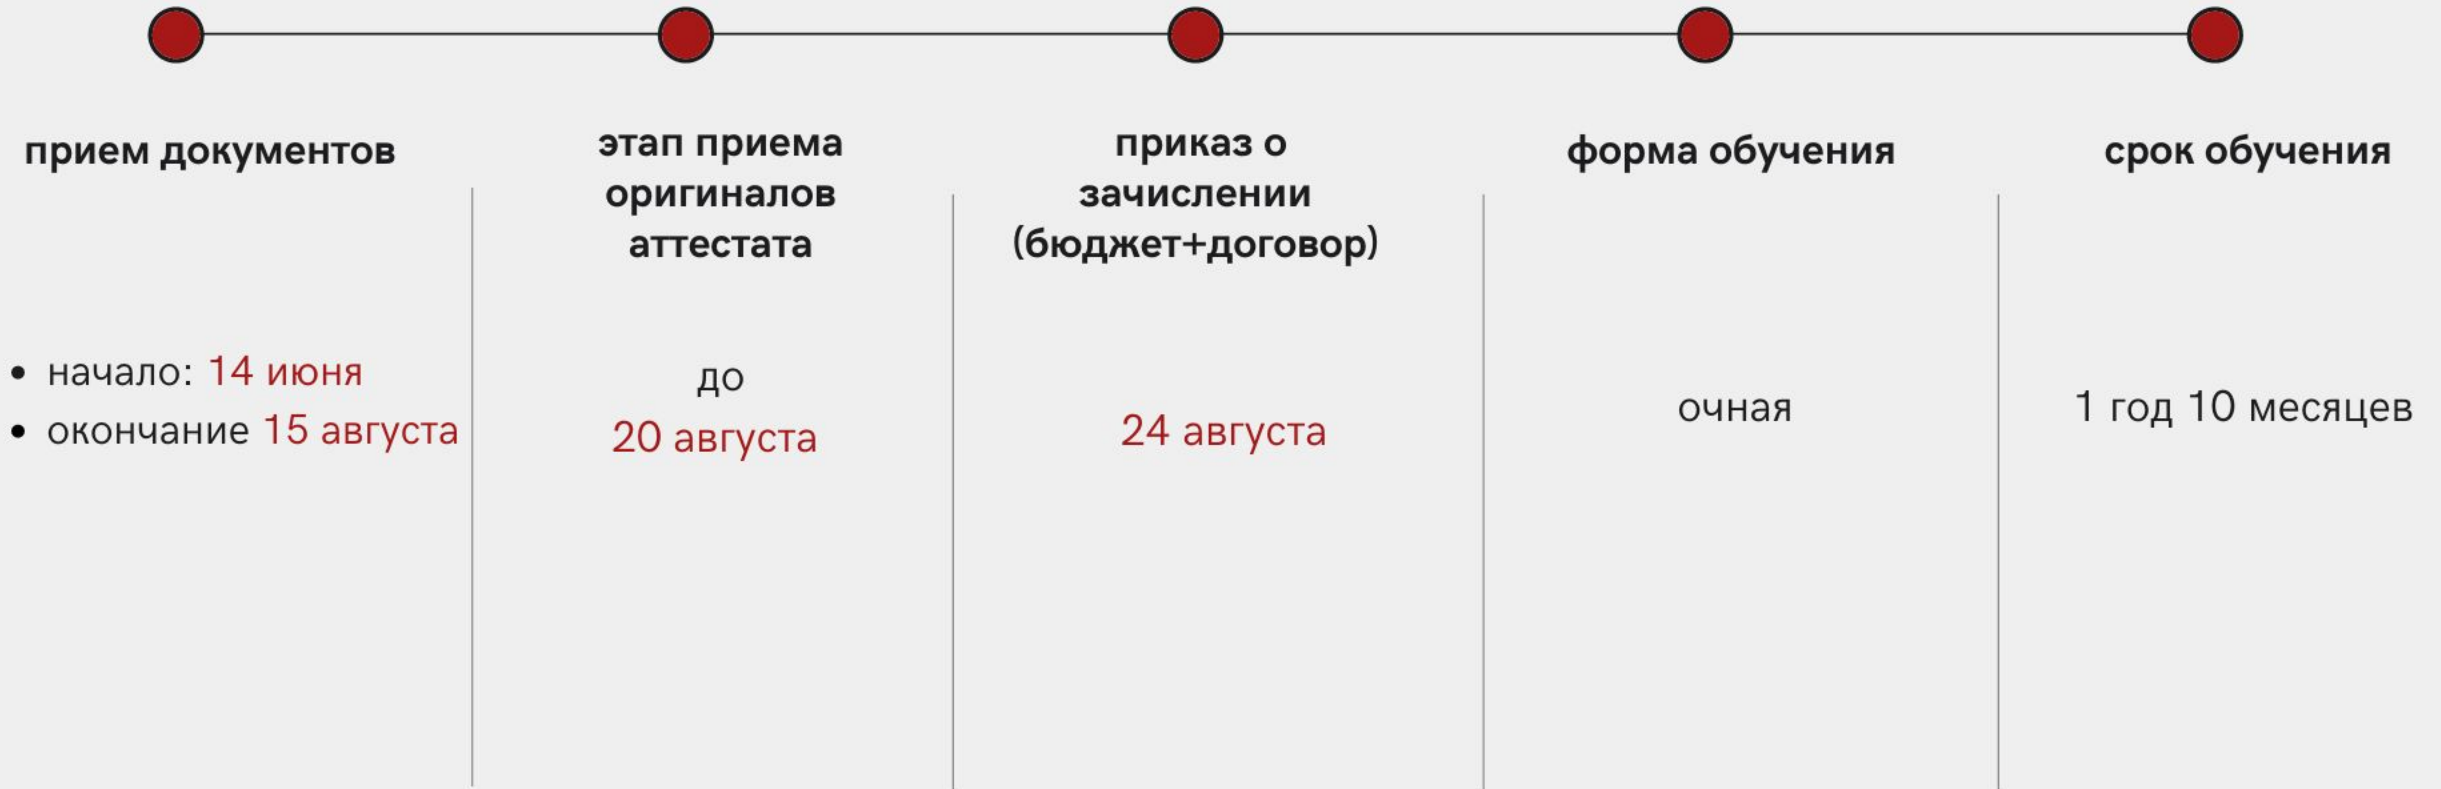 прием документов
этап приема
оригиналов
аттестата
приказ о
зачислении
(бюджет+договор)
форма обучения
срок обучения
• начало: 14 июня
• окончание 15 августа
до
20 августа
24 августа
очная
1 год 10 месяцев